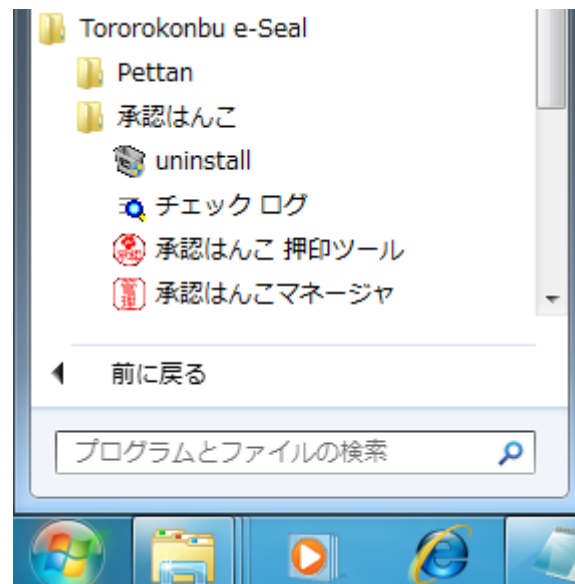 Tororokonbu e-Seal
Pettan
承認はんこ
uninstall
チェック ログ
承認はんこ 押印ツール
承認はんこマネージャ
前に戻る
プログラムとファイルの検索